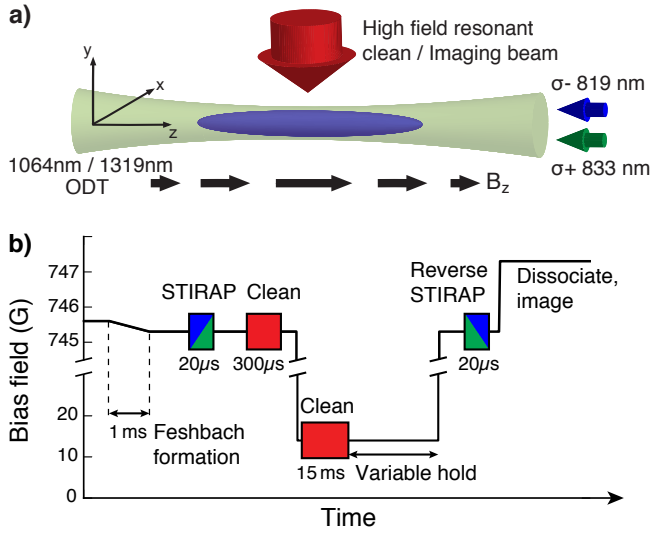 a)
High field resonant
clean / Imaging beam
y
x
z
σ- 819 nm
σ+ 833 nm
1064nm / 1319nm
ODT
B_z
b)
Bias field (G)
747
746
745
20
10
0
STIRAP
Clean
20µs
300µs
Reverse
STIRAP
20µs
Dissociate,
image
1 ms
Feshbach
formation
Clean
15 ms
Variable hold
Time